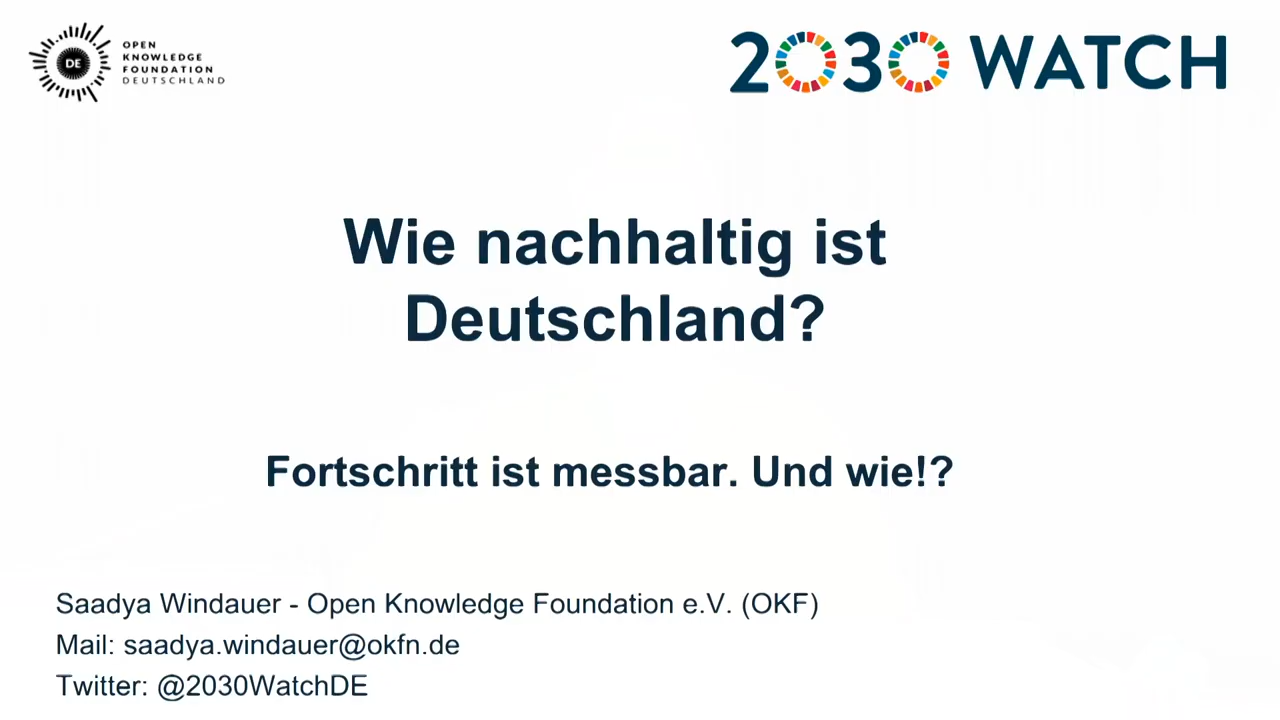 DE
OPEN
KNOWLEDGE
FOUNDATION
DEUTSCHLAND
2030 WATCH
Wie nachhaltig ist
Deutschland?
Fortschritt ist messbar. Und wie!?
Saadya Windauer - Open Knowledge Foundation e.V. (OKF)
Mail: saadya.windauer@okfn.de
Twitter: @2030WatchDE